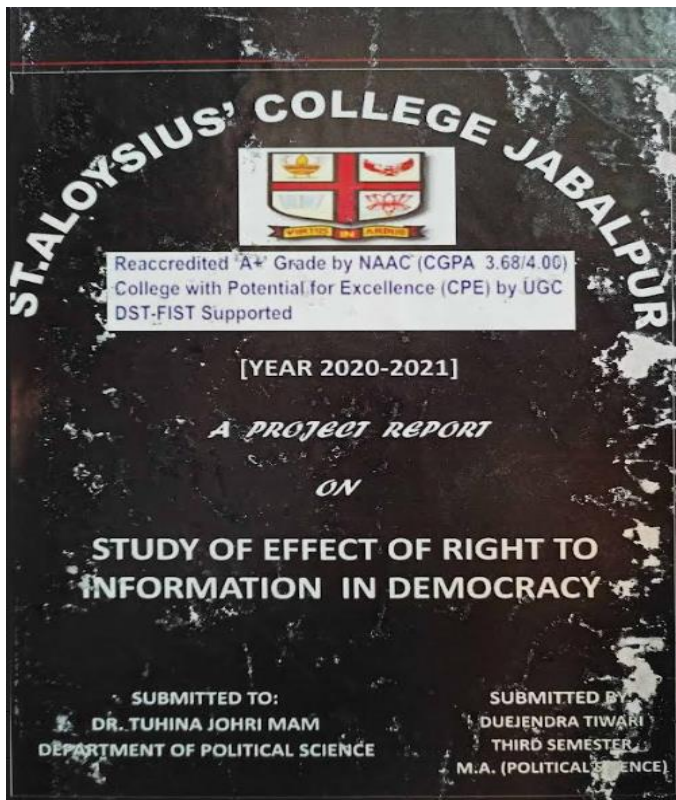 ST.ALOYSIUS' COLLEGE JABALPUR
VIRTUS IN ARDUIS
Reaccredited 'A+' Grade by NAAC (CGPA 3.68/4.00)
College with Potential for Excellence (CPE) by UGC
DST-FIST Supported
[YEAR 2020-2021]
A PROJECT REPORT
ON
STUDY OF EFFECT OF RIGHT TO
INFORMATION IN DEMOCRACY
SUBMITTED TO:
DR. TUHINA JOHRI MAM
DEPARTMENT OF POLITICAL SCIENCE
SUBMITTED BY
DUEJENDRA TIWARI
THIRD SEMESTER
M.A. (POLITICAL SCIENCE)